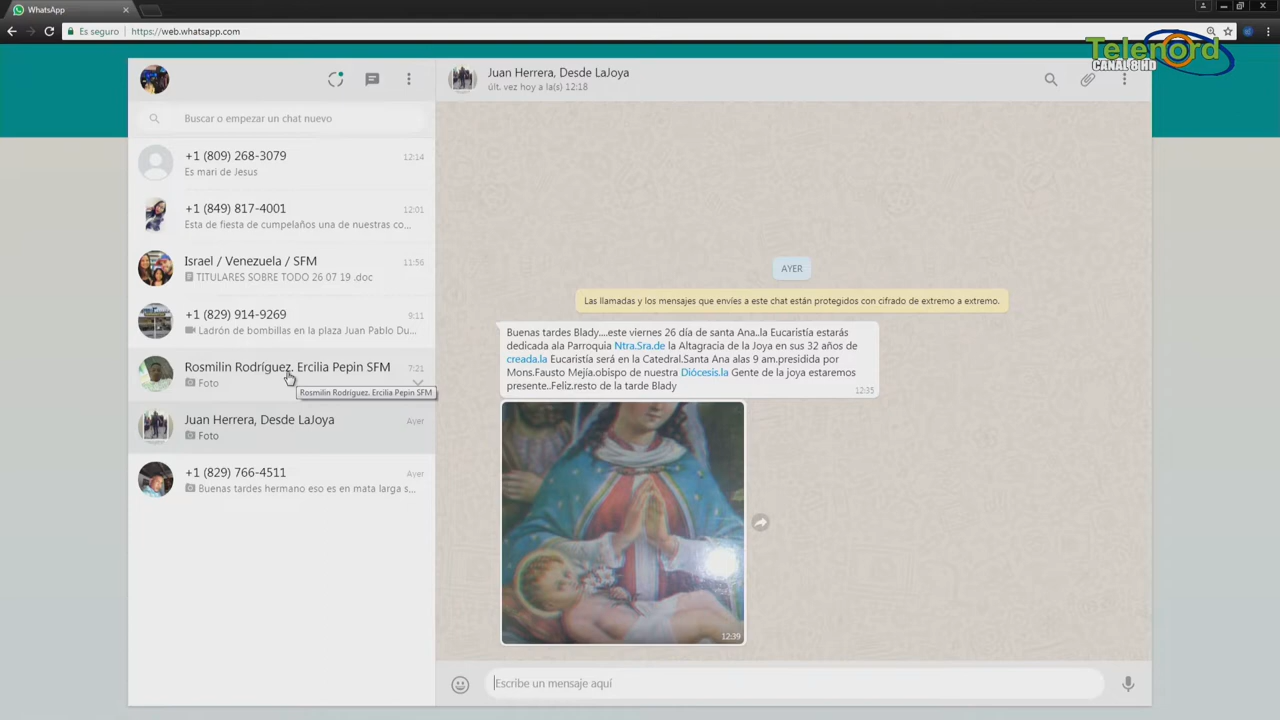 WhatsApp
Es seguro
https://web.whatsapp.com
Telenord
CANAL 8 HD
Juan Herrera, Desde LaJoya
últ. vez hoy a la(s) 12:18
Buscar o empezar un chat nuevo
+1 (809) 268-3079
12:14
Es mari de Jesus
+1 (849) 817-4001
12:01
Esta de fiesta de cumpelaños una de nuestras co...
Israel / Venezuela / SFM
11:56
TITULARES SOBRE TODO 26 07 19 .doc
+1 (829) 914-9269
9:11
Ladrón de bombillas en la plaza Juan Pablo Du...
Rosmilin Rodríguez. Ercilia Pepin SFM
7:21
Foto
Rosmilin Rodríguez. Ercilia Pepin SFM
Juan Herrera, Desde LaJoya
Ayer
Foto
+1 (829) 766-4511
Ayer
Buenas tardes hermano eso es en mata larga s...
AYER
Las llamadas y los mensajes que envíes a este chat están protegidos con cifrado de extremo a extremo.
Buenas tardes Blady....este viernes 26 día de santa Ana..la Eucaristía estarás
dedicada ala Parroquia Ntra.Sra.de la Altagracia de la Joya en sus 32 años de
creada.la Eucaristía será en la Catedral.Santa Ana alas 9 am.presidida por
Mons.Fausto Mejía.obispo de nuestra Diócesis.la Gente de la joya estaremos
presente..Feliz.resto de la tarde Blady
12:35
12:39
Escribe un mensaje aquí